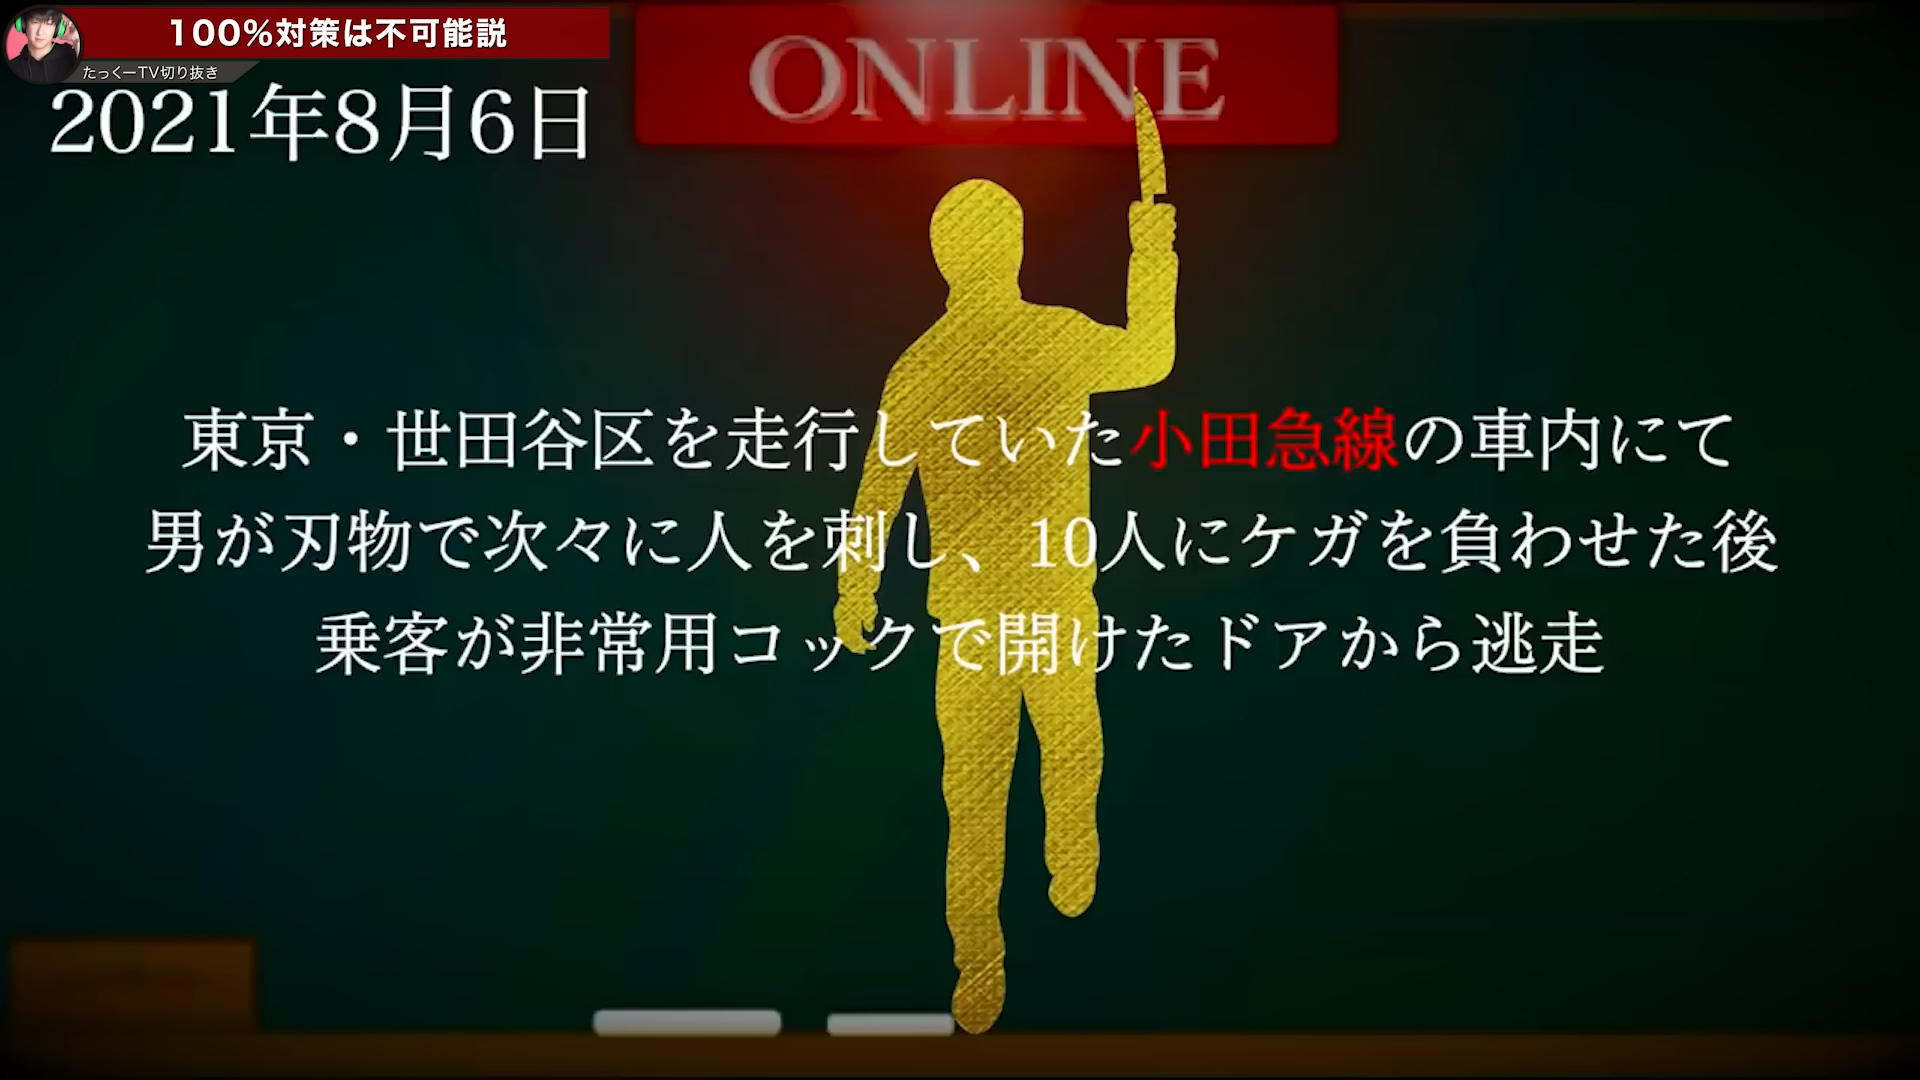 100%対策は不可能説
たっくーTV切り抜き
ONLINE
2021年8月6日
東京・世田谷区を走行していた小田急線の車内にて
男が刃物で次々に人を刺し、10人にケガを負わせた後
乗客が非常用コックで開けたドアから逃走